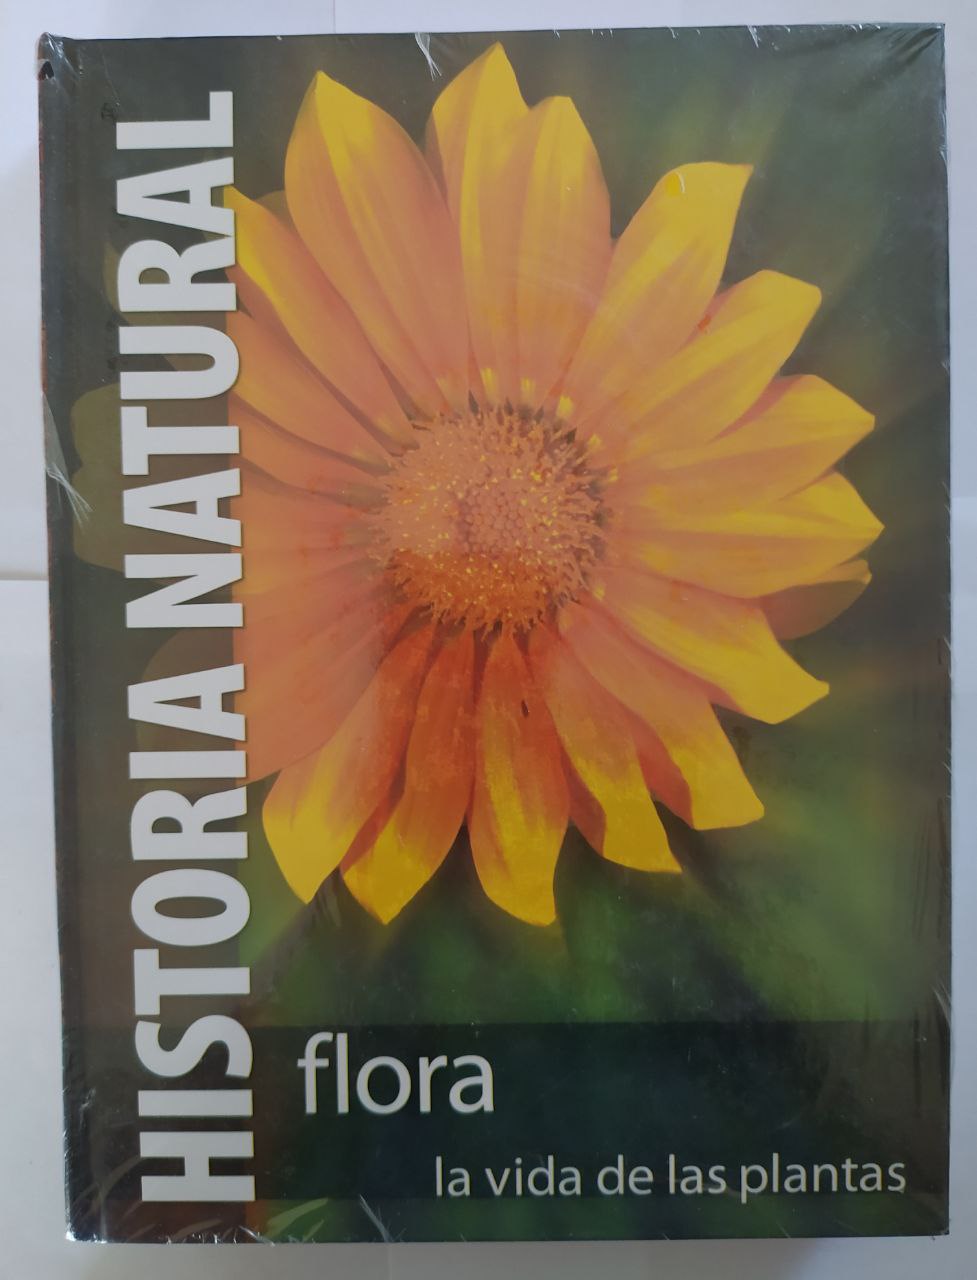 HISTORIA NATURAL
flora
la vida de las plantas